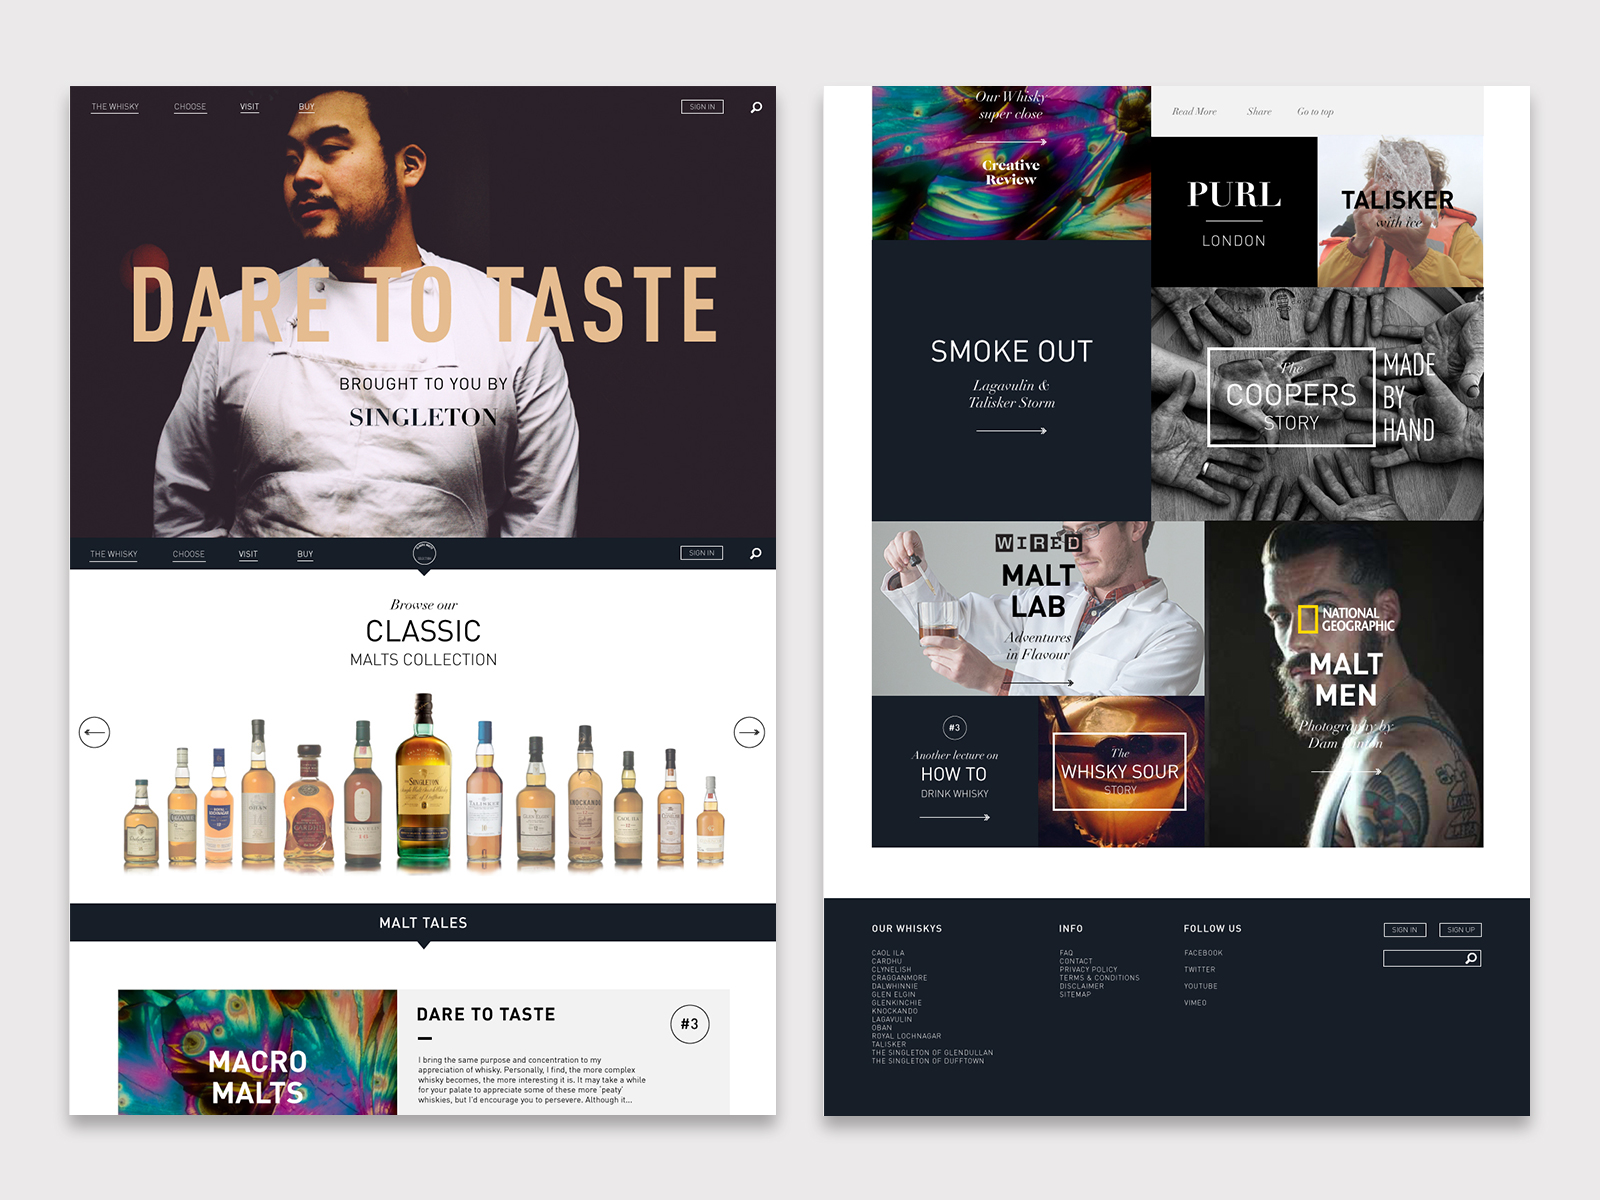 THE WHISKY
CHOOSE
VISIT
BUY
SIGN IN
DARE TO TASTE
BROUGHT TO YOU BY
SINGLETON
THE WHISKY
CHOOSE
VISIT
BUY
SIGN IN
Browse our
CLASSIC
MALTS COLLECTION
SINGLETON
TALISKER
KNOCKANDO
CAOL ILA
OBAN
14
MALT TALES
MACRO
MALTS
DARE TO TASTE
#3
I bring the same purpose and concentration to my
appreciation of whisky. Personally, I find, the more complex
whisky becomes, the more interesting it is. It may take a while
for your palate to appreciate some of these more 'peaty'
whiskies, but I'd encourage you to persevere. Although it...
Our Whisky
super close
Creative
Review
Read More
Share
Go to top
PURL
LONDON
TALISKER
with ice
SMOKE OUT
Lagavulin &
Talisker Storm
The
COOPERS
STORY
MADE
BY
HAND
WIRED
MALT
LAB
Adventures
in Flavour
NATIONAL
GEOGRAPHIC
MALT
MEN
Photography by
#3
Another lecture on
HOW TO
DRINK WHISKY
The
WHISKY SOUR
STORY
OUR WHISKYS
CAOL ILA
CARDHU
CLYNELISH
CRAGGANMORE
DALWHINNIE
GLEN ELGIN
GLENKINCHIE
KNOCKANDO
LAGAVULIN
OBAN
ROYAL LOCHNAGAR
TALISKER
THE SINGLETON OF GLENDULLAN
THE SINGLETON OF DUFFTOWN
INFO
FAQ
CONTACT
PRIVACY POLICY
TERMS & CONDITIONS
DISCLAIMER
SITEMAP
FOLLOW US
FACEBOOK
TWITTER
YOUTUBE
VIMEO
SIGN IN
SIGN UP